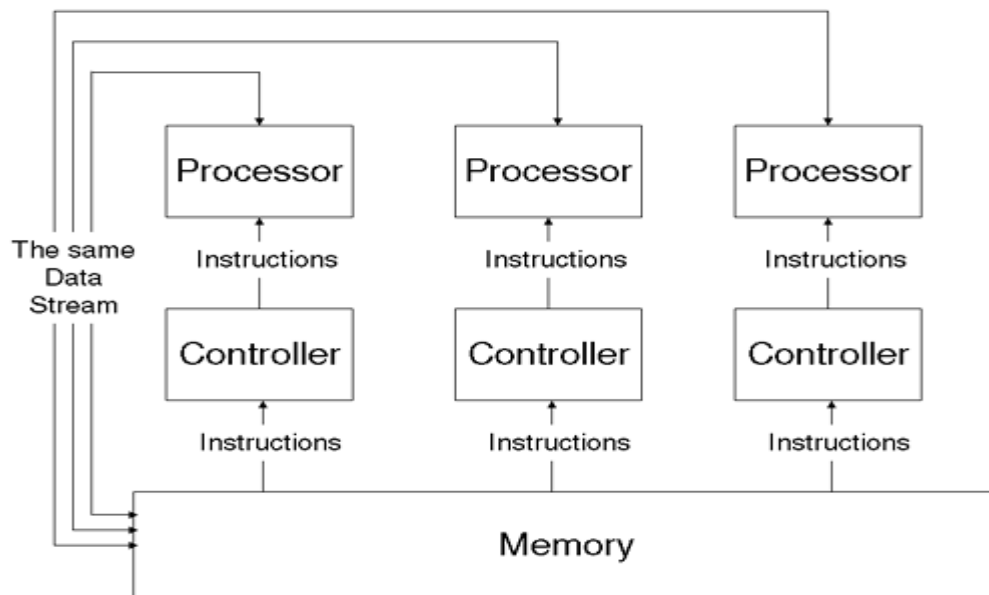 Processor
Processor
Processor
The same
Data
Stream
Instructions
Instructions
Instructions
Controller
Controller
Controller
Instructions
Instructions
Instructions
Memory